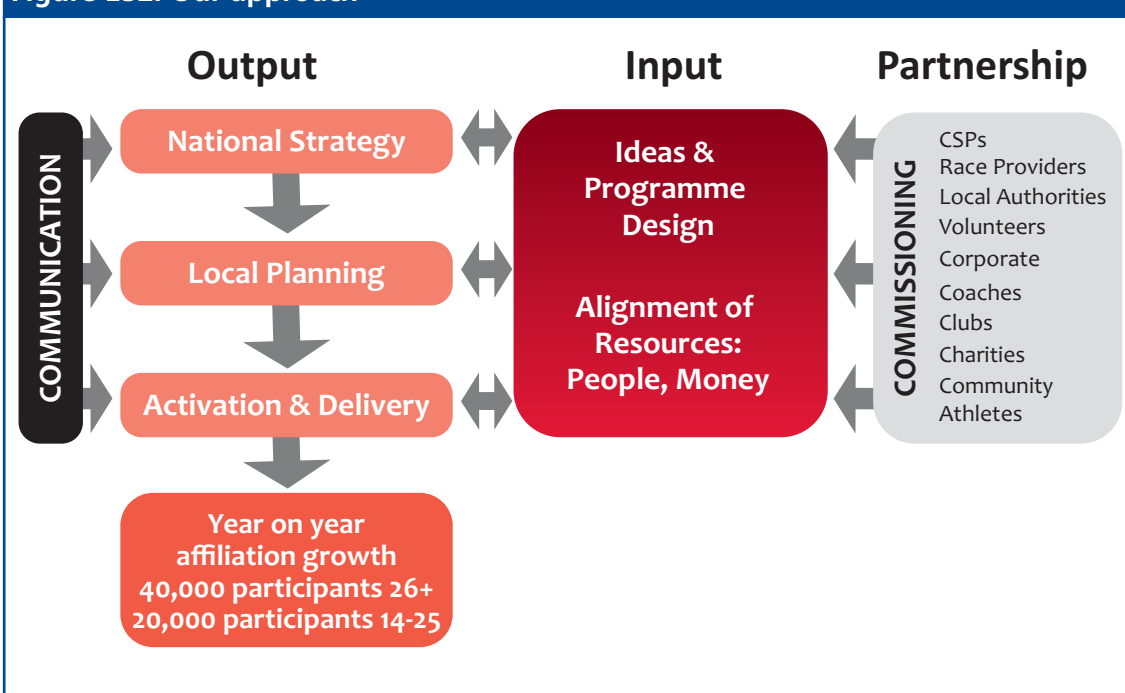 Output
Input
Partnership
COMMUNICATION
National Strategy
Local Planning
Activation & Delivery
Year on year
affiliation growth
40,000 participants 26+
20,000 participants 14-25
Ideas &
Programme
Design
Alignment of
Resources:
People, Money
COMMISSIONING
CSPs
Race Providers
Local Authorities
Volunteers
Corporate
Coaches
Clubs
Charities
Community
Athletes